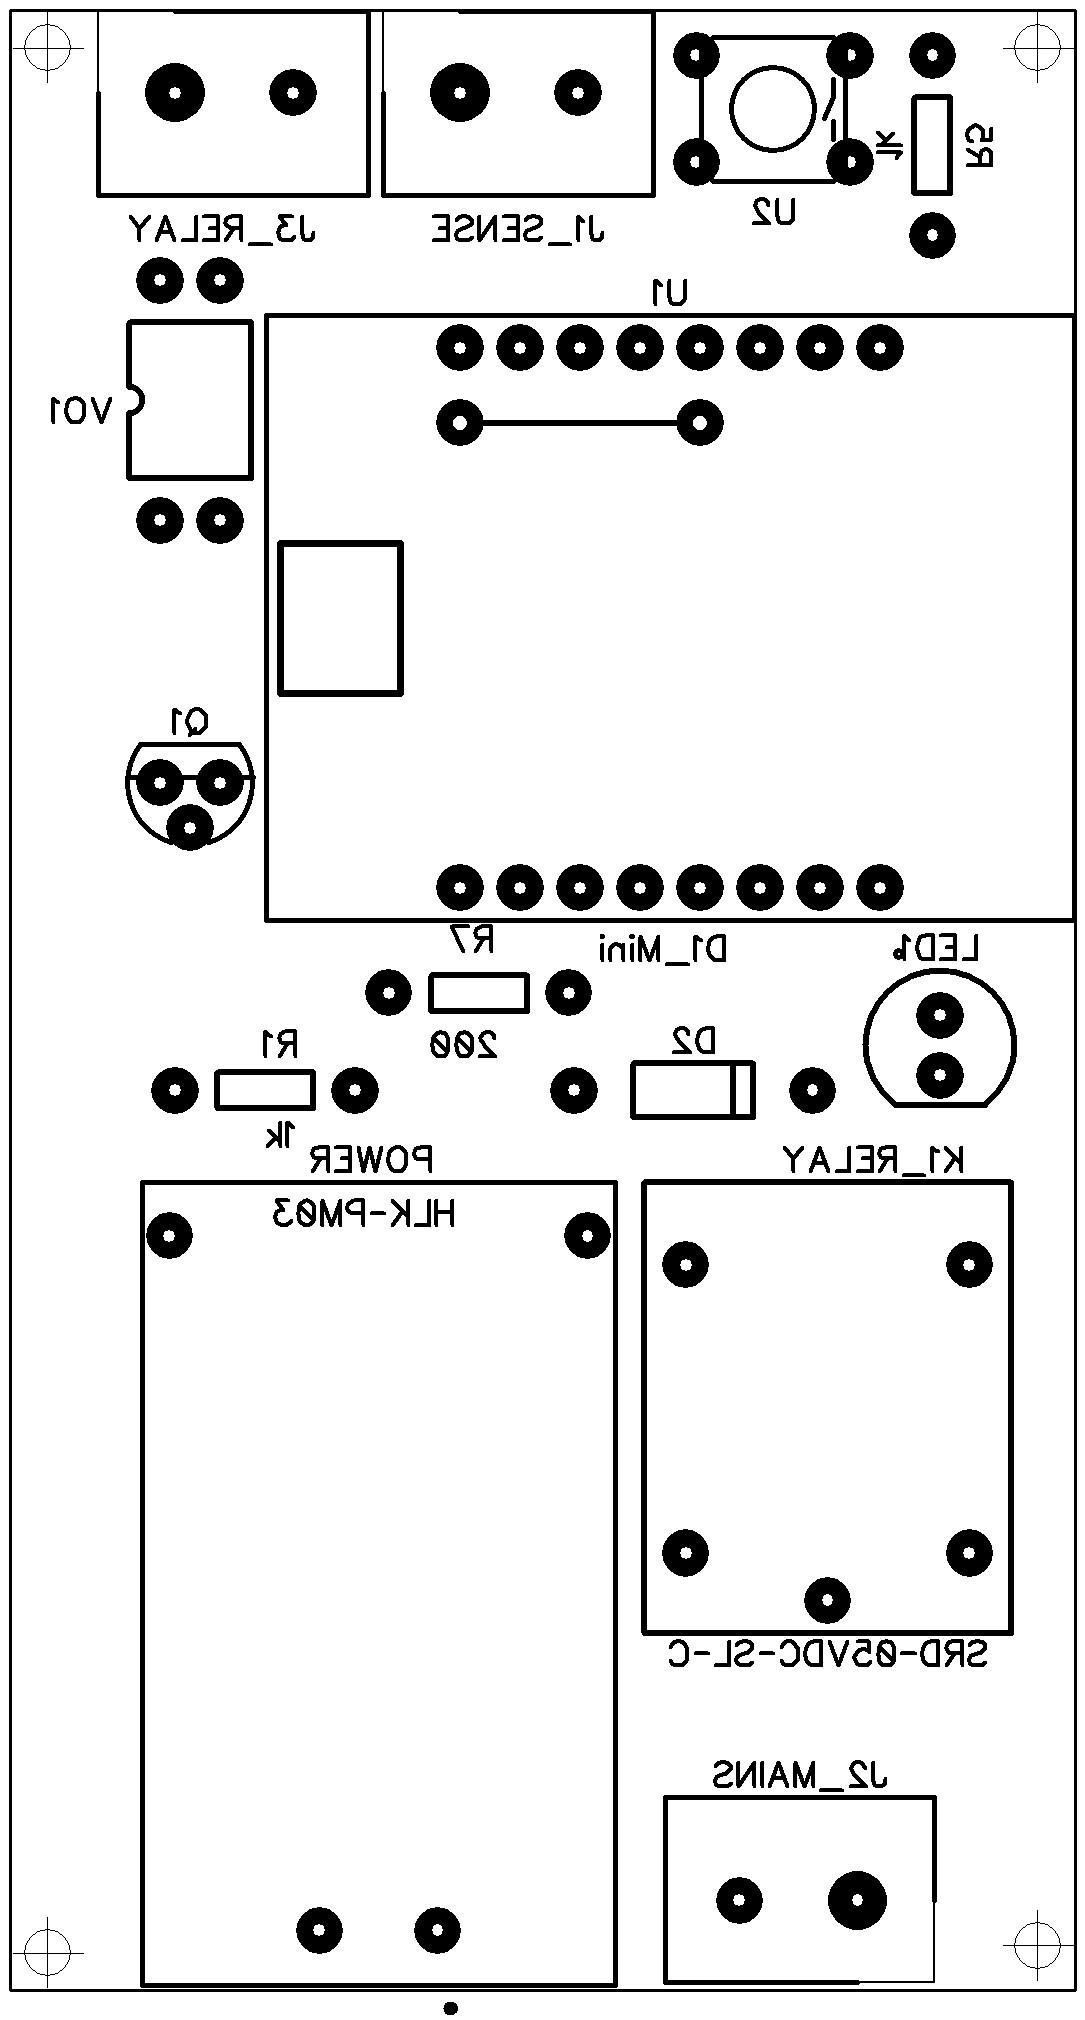 J3_RELAY
J1_SENSE
U2
1k
R5
U1
VO1
Q1
R7
D1_Mini
LED1
200
D2
R1
1k
POWER
K1_RELAY
HLK-PM03
SRD-05VDC-SL-C
J2_MAINS